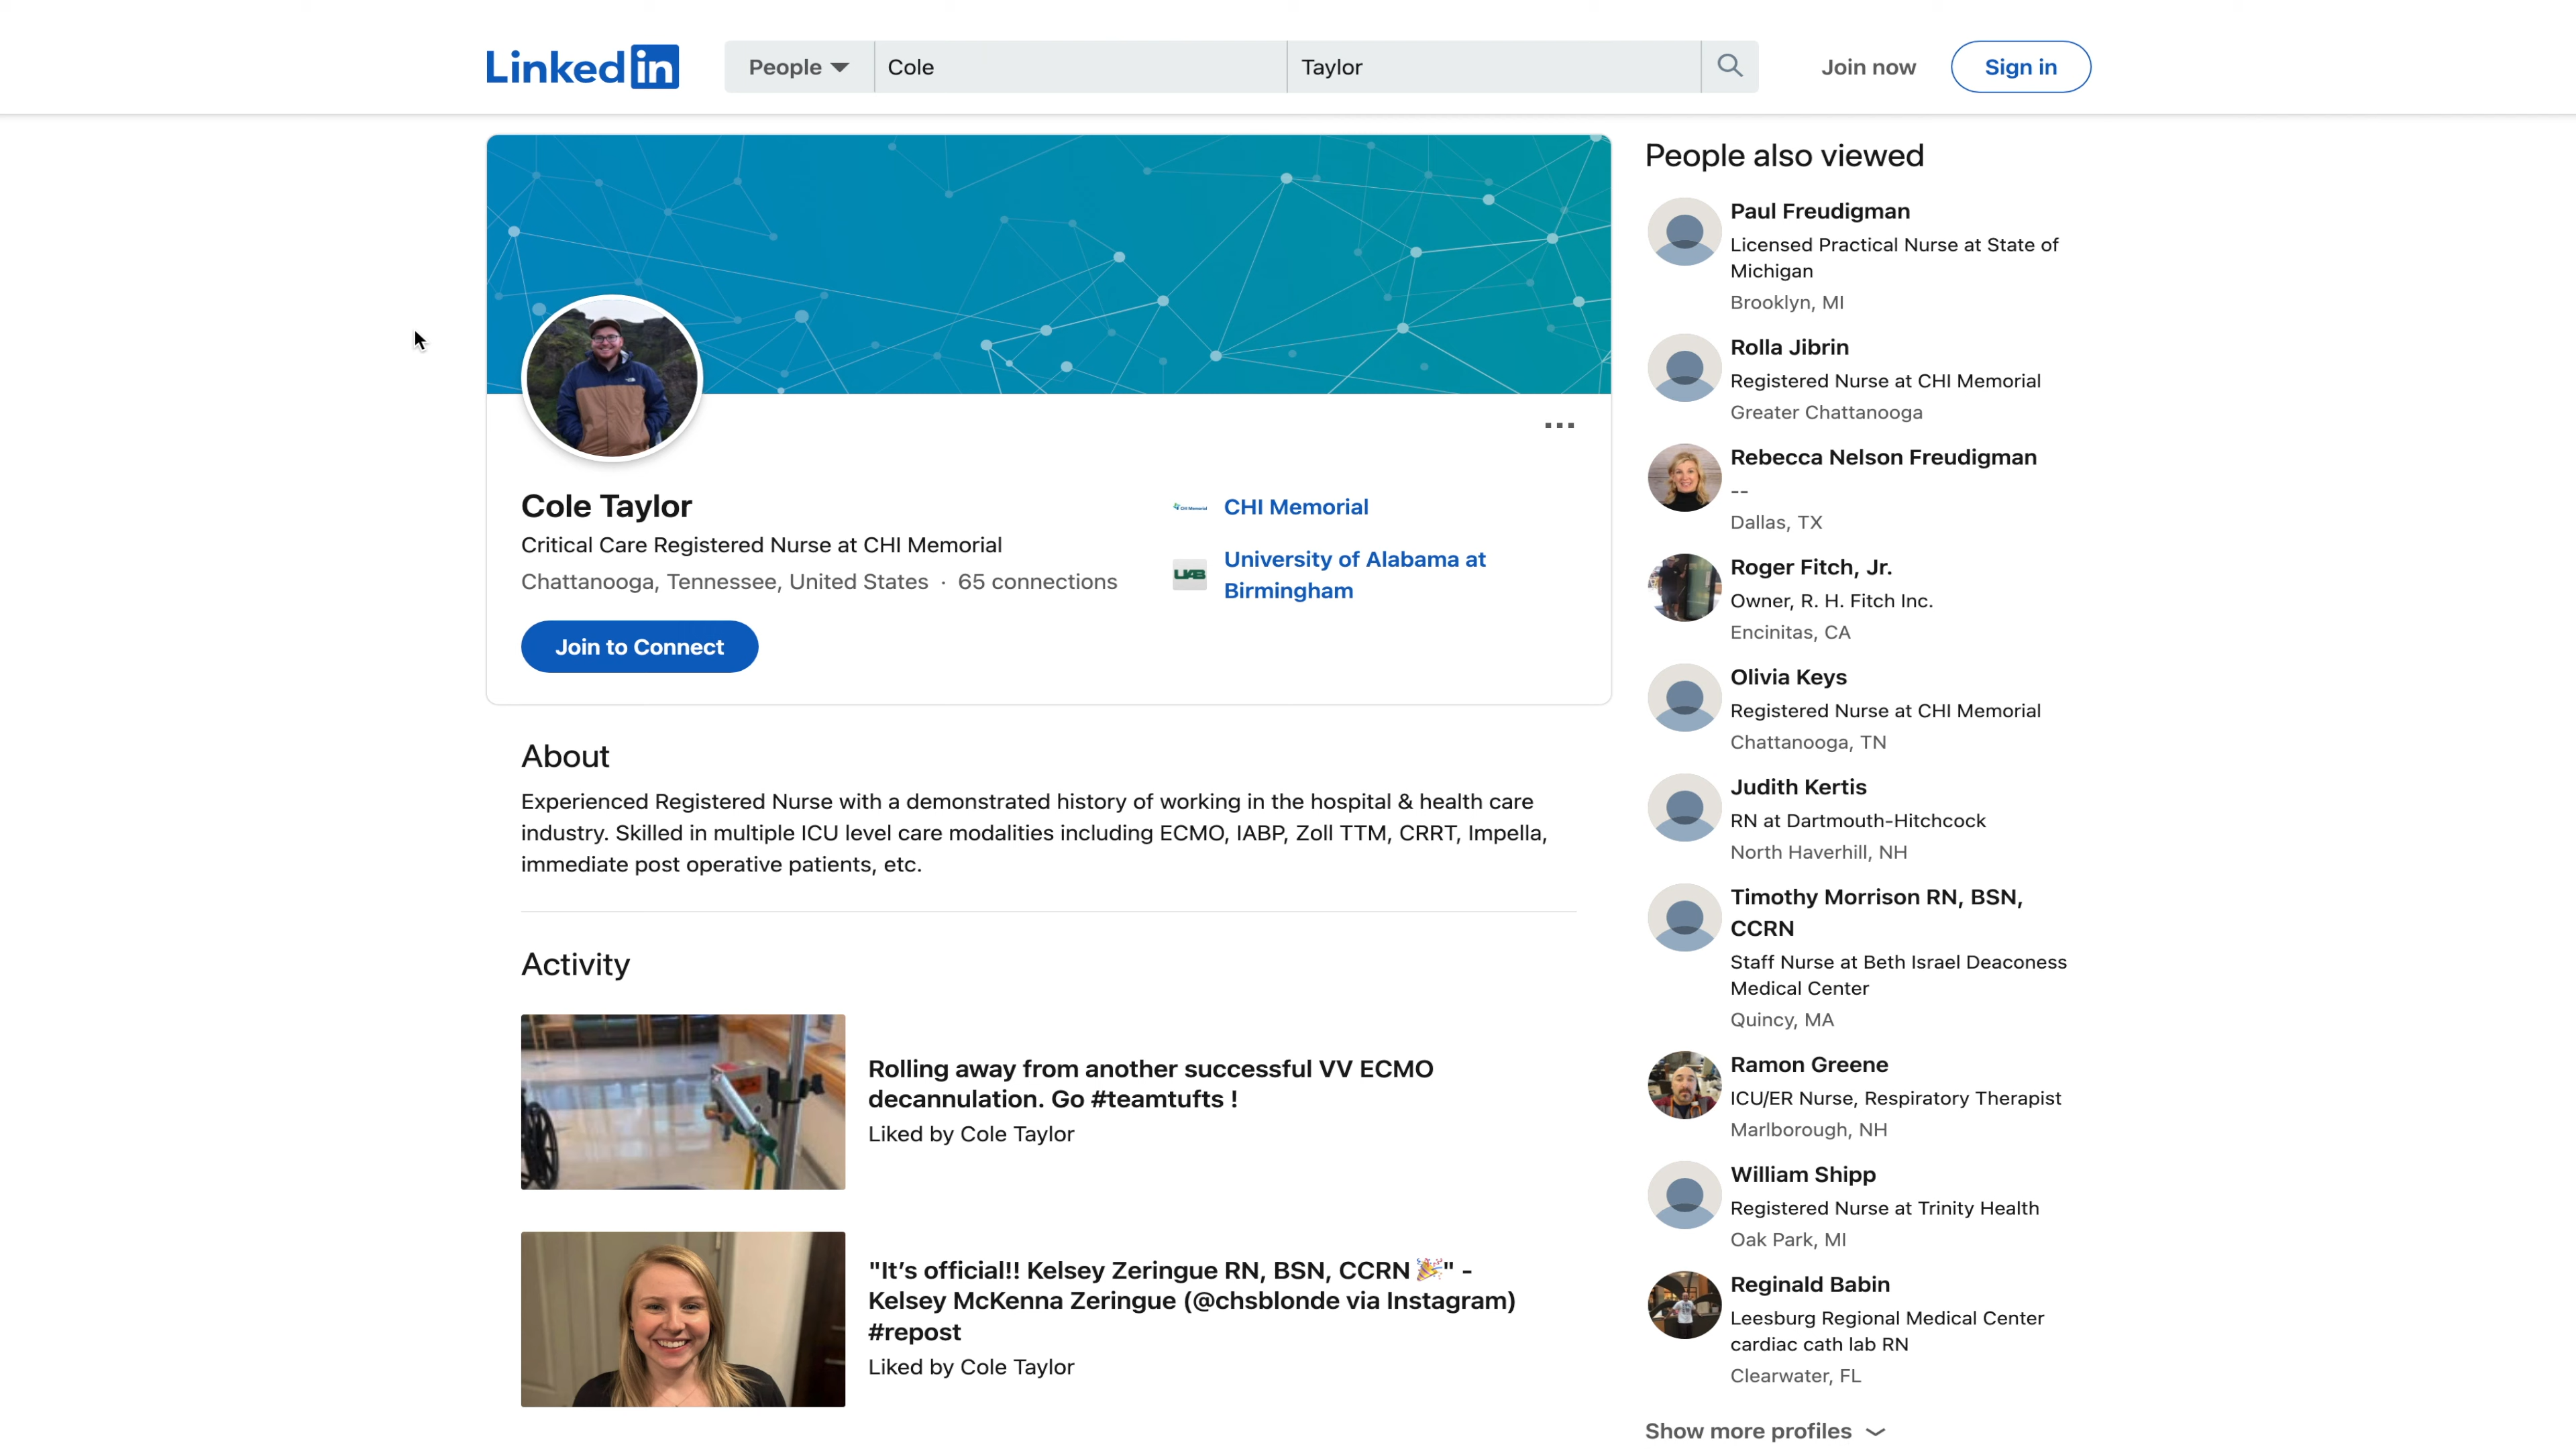 Linked in
People
Cole
Taylor
Join now
Sign in
Cole Taylor
Critical Care Registered Nurse at CHI Memorial
Chattanooga, Tennessee, United States · 65 connections
Join to Connect
CHI Memorial
CHI Memorial
UAB
University of Alabama at
Birmingham
About
Experienced Registered Nurse with a demonstrated history of working in the hospital & health care
industry. Skilled in multiple ICU level care modalities including ECMO, IABP, Zoll TTM, CRRT, Impella,
immediate post operative patients, etc.
Activity
Rolling away from another successful VV ECMO
decannulation. Go #teamtufts !
Liked by Cole Taylor
"It’s official!! Kelsey Zeringue RN, BSN, CCRN 🎉" -
Kelsey McKenna Zeringue (@chsblonde via Instagram)
#repost
Liked by Cole Taylor
People also viewed
Paul Freudigman
Licensed Practical Nurse at State of
Michigan
Brooklyn, MI
Rolla Jibrin
Registered Nurse at CHI Memorial
Greater Chattanooga
Rebecca Nelson Freudigman
--
Dallas, TX
Roger Fitch, Jr.
Owner, R. H. Fitch Inc.
Encinitas, CA
Olivia Keys
Registered Nurse at CHI Memorial
Chattanooga, TN
Judith Kertis
RN at Dartmouth-Hitchcock
North Haverhill, NH
Timothy Morrison RN, BSN,
CCRN
Staff Nurse at Beth Israel Deaconess
Medical Center
Quincy, MA
Ramon Greene
ICU/ER Nurse, Respiratory Therapist
Marlborough, NH
William Shipp
Registered Nurse at Trinity Health
Oak Park, MI
Reginald Babin
Leesburg Regional Medical Center
cardiac cath lab RN
Clearwater, FL
Show more profiles